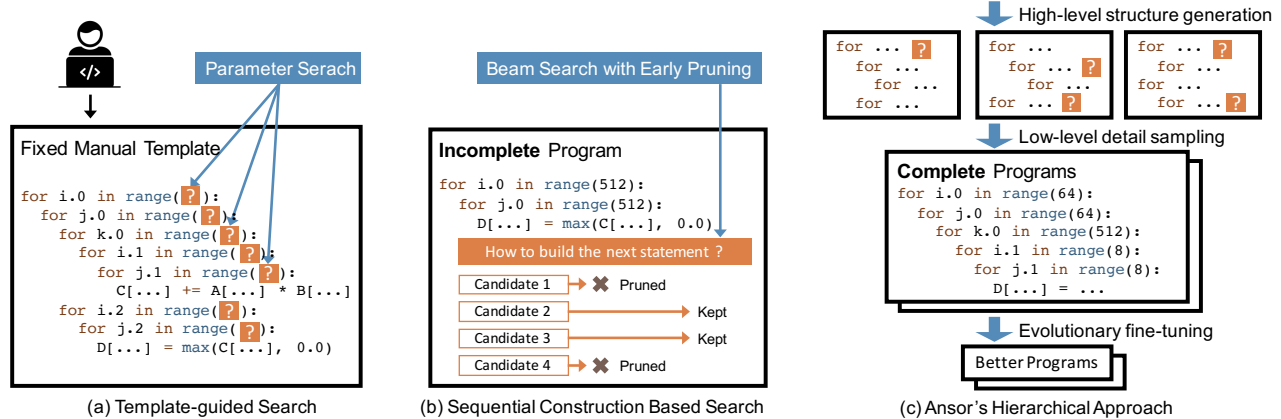 </>
Parameter Serach
Fixed Manual Template
for i.0 in range( ? ):
for j.0 in range( ? ):
for k.0 in range( ? ):
for i.1 in range( ? ):
for j.1 in range( ? ):
C[...] += A[...] * B[...]
for i.2 in range( ? ):
for j.2 in range( ? ):
D[...] = max(C[...], 0.0)
(a) Template-guided Search
Beam Search with Early Pruning
Incomplete Program
for i.0 in range(512):
for j.0 in range(512):
D[...] = max(C[...], 0.0)
How to build the next statement ?
Candidate 1 Pruned
Candidate 2 Kept
Candidate 3 Kept
Candidate 4 Pruned
(b) Sequential Construction Based Search
High-level structure generation
for ... ?
for ...
for ...
for ...
for ...
for ... ?
for ...
for ... ?
for ... ?
for ...
for ...
for ... ?
Low-level detail sampling
Complete Programs
for i.0 in range(64):
for j.0 in range(64):
for k.0 in range(512):
for i.1 in range(8):
for j.1 in range(8):
D[...] = ...
Evolutionary fine-tuning
Better Programs
(c) Ansor's Hierarchical Approach